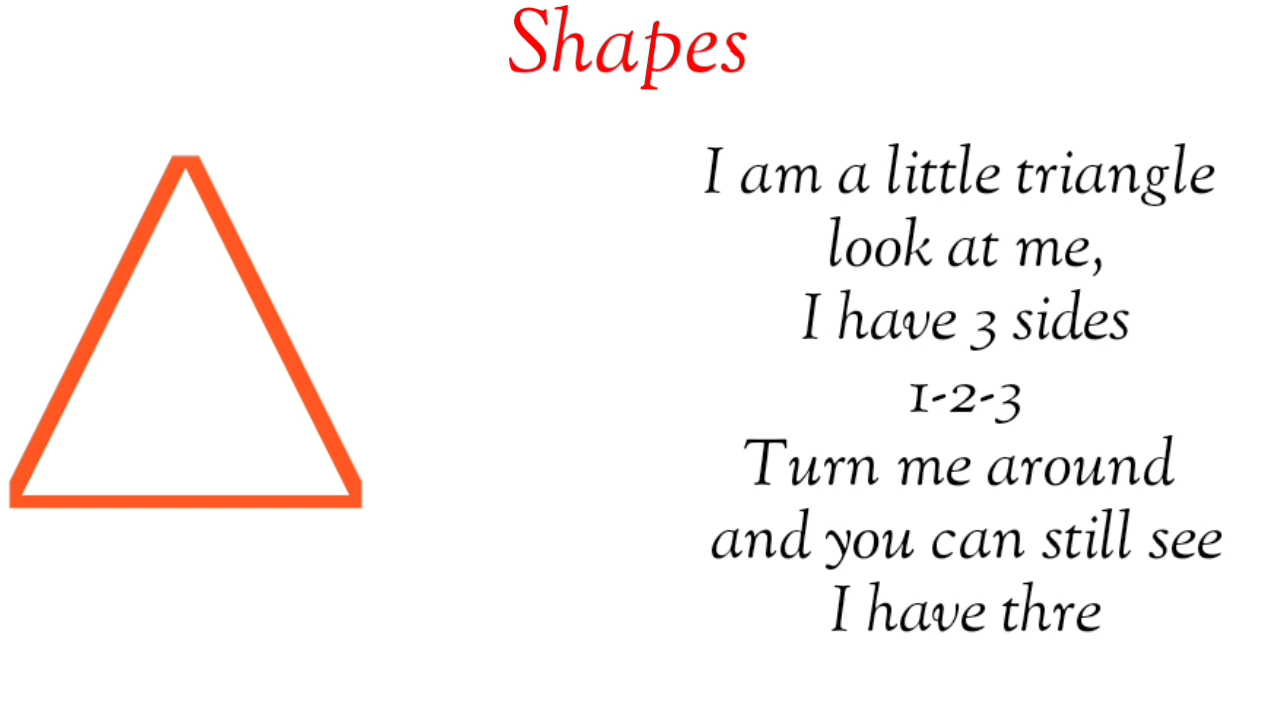 Shapes
I am a little triangle
look at me,
I have 3 sides
1-2-3
Turn me around
and you can still see
I have thre